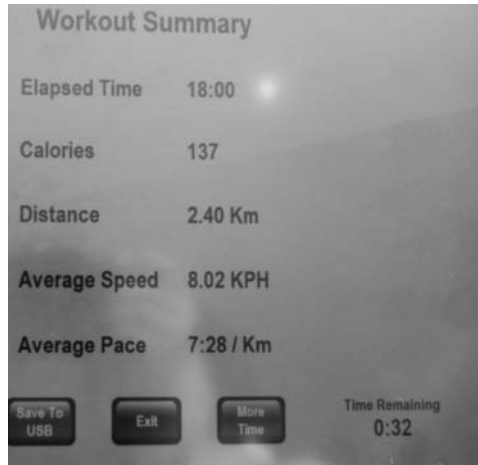 Workout Summary
Elapsed Time 18:00
Calories 137
Distance 2.40 Km
Average Speed 8.02 KPH
Average Pace 7:28 / Km
Save To
USB
Exit
More
Time
Time Remaining
0:32